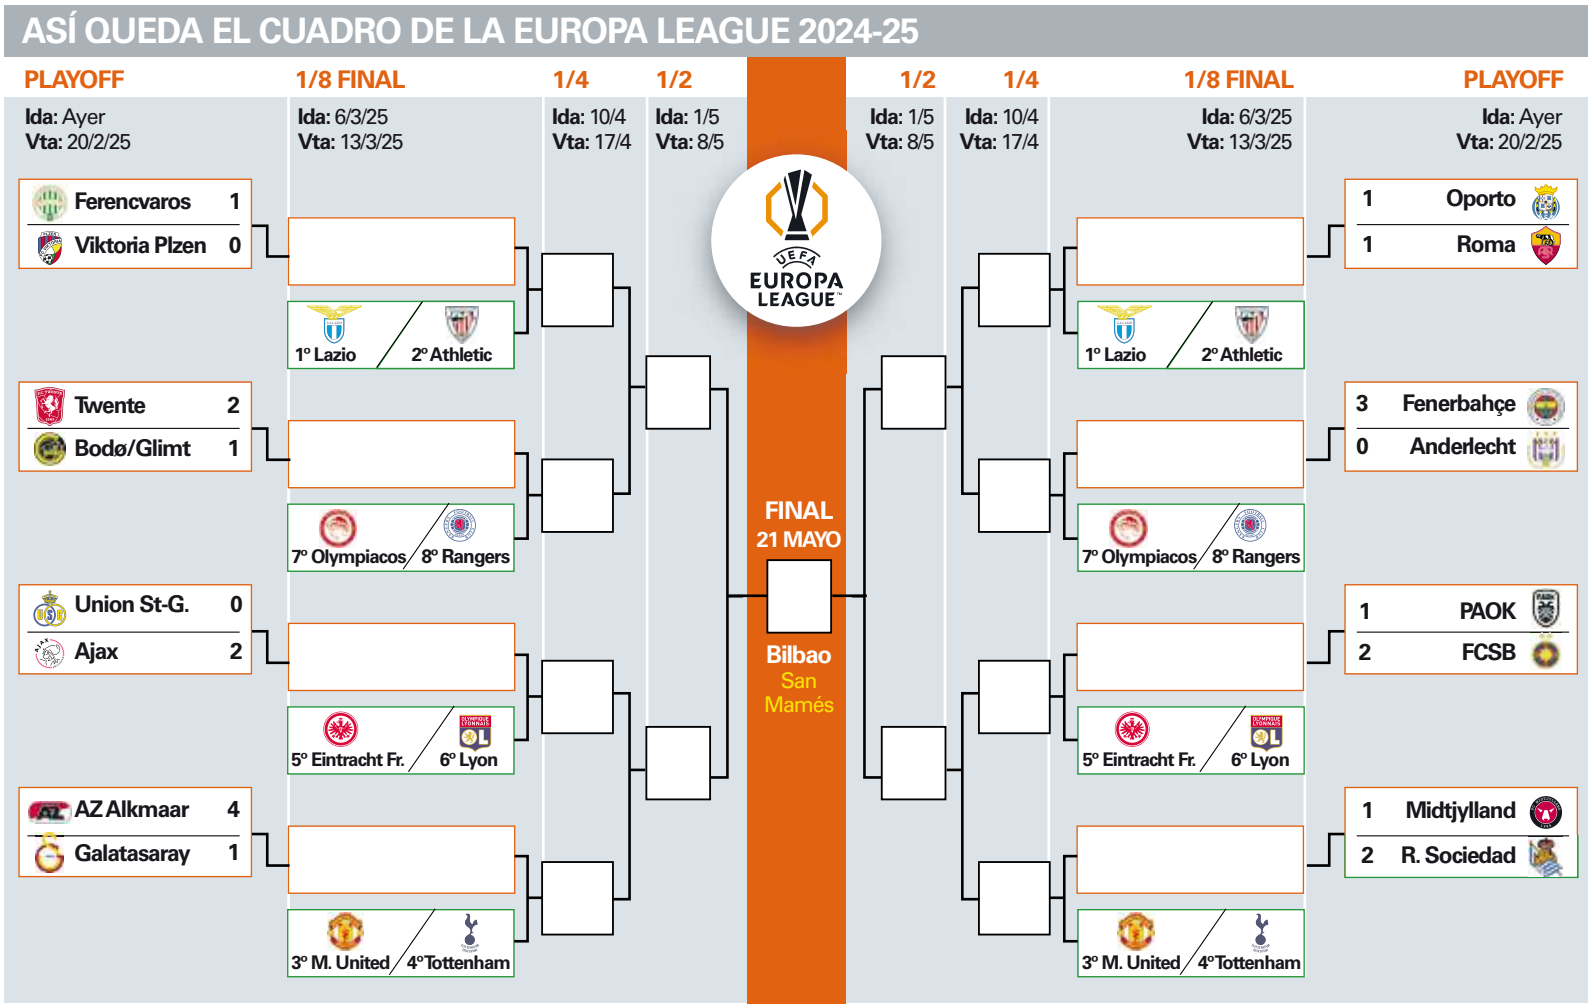 ASÍ QUEDA EL CUADRO DE LA EUROPA LEAGUE 2024-25
PLAYOFF
1/8 FINAL
1/4
1/2
1/2
1/4
1/8 FINAL
PLAYOFF
Ida: Ayer
Vta: 20/2/25
Ida: 6/3/25
Vta: 13/3/25
Ida: 10/4
Vta: 17/4
Ida: 1/5
Vta: 8/5
Ida: 1/5
Vta: 8/5
Ida: 10/4
Vta: 17/4
Ida: 6/3/25
Vta: 13/3/25
Ida: Ayer
Vta: 20/2/25
Ferencvaros 1
Viktoria Plzen 0
1º Lazio
2º Athletic
Twente 2
Bodø/Glimt 1
7º Olympiacos
8º Rangers
Union St-G. 0
Ajax 2
5º Eintracht Fr.
6º Lyon
AZ Alkmaar 4
Galatasaray 1
3º M. United
4º Tottenham
UEFA
EUROPA
LEAGUE™
FINAL
21 MAYO
Bilbao
San
Mamés
1 Oporto
1 Roma
1º Lazio
2º Athletic
3 Fenerbahçe
0 Anderlecht
7º Olympiacos
8º Rangers
1 PAOK
2 FCSB
5º Eintracht Fr.
6º Lyon
1 Midtjylland
2 R. Sociedad
3º M. United
4º Tottenham